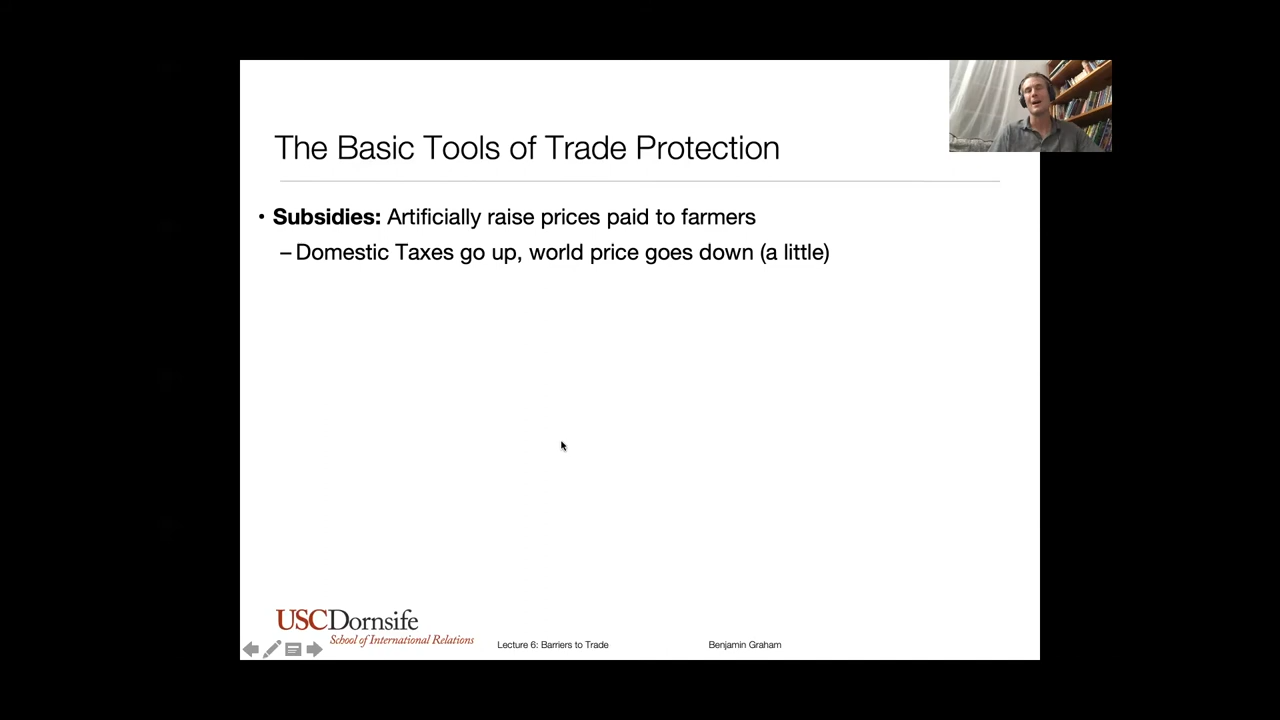 The Basic Tools of Trade Protection
• Subsidies: Artificially raise prices paid to farmers
– Domestic Taxes go up, world price goes down (a little)
USCDornsife
School of International Relations
Lecture 6: Barriers to Trade
Benjamin Graham